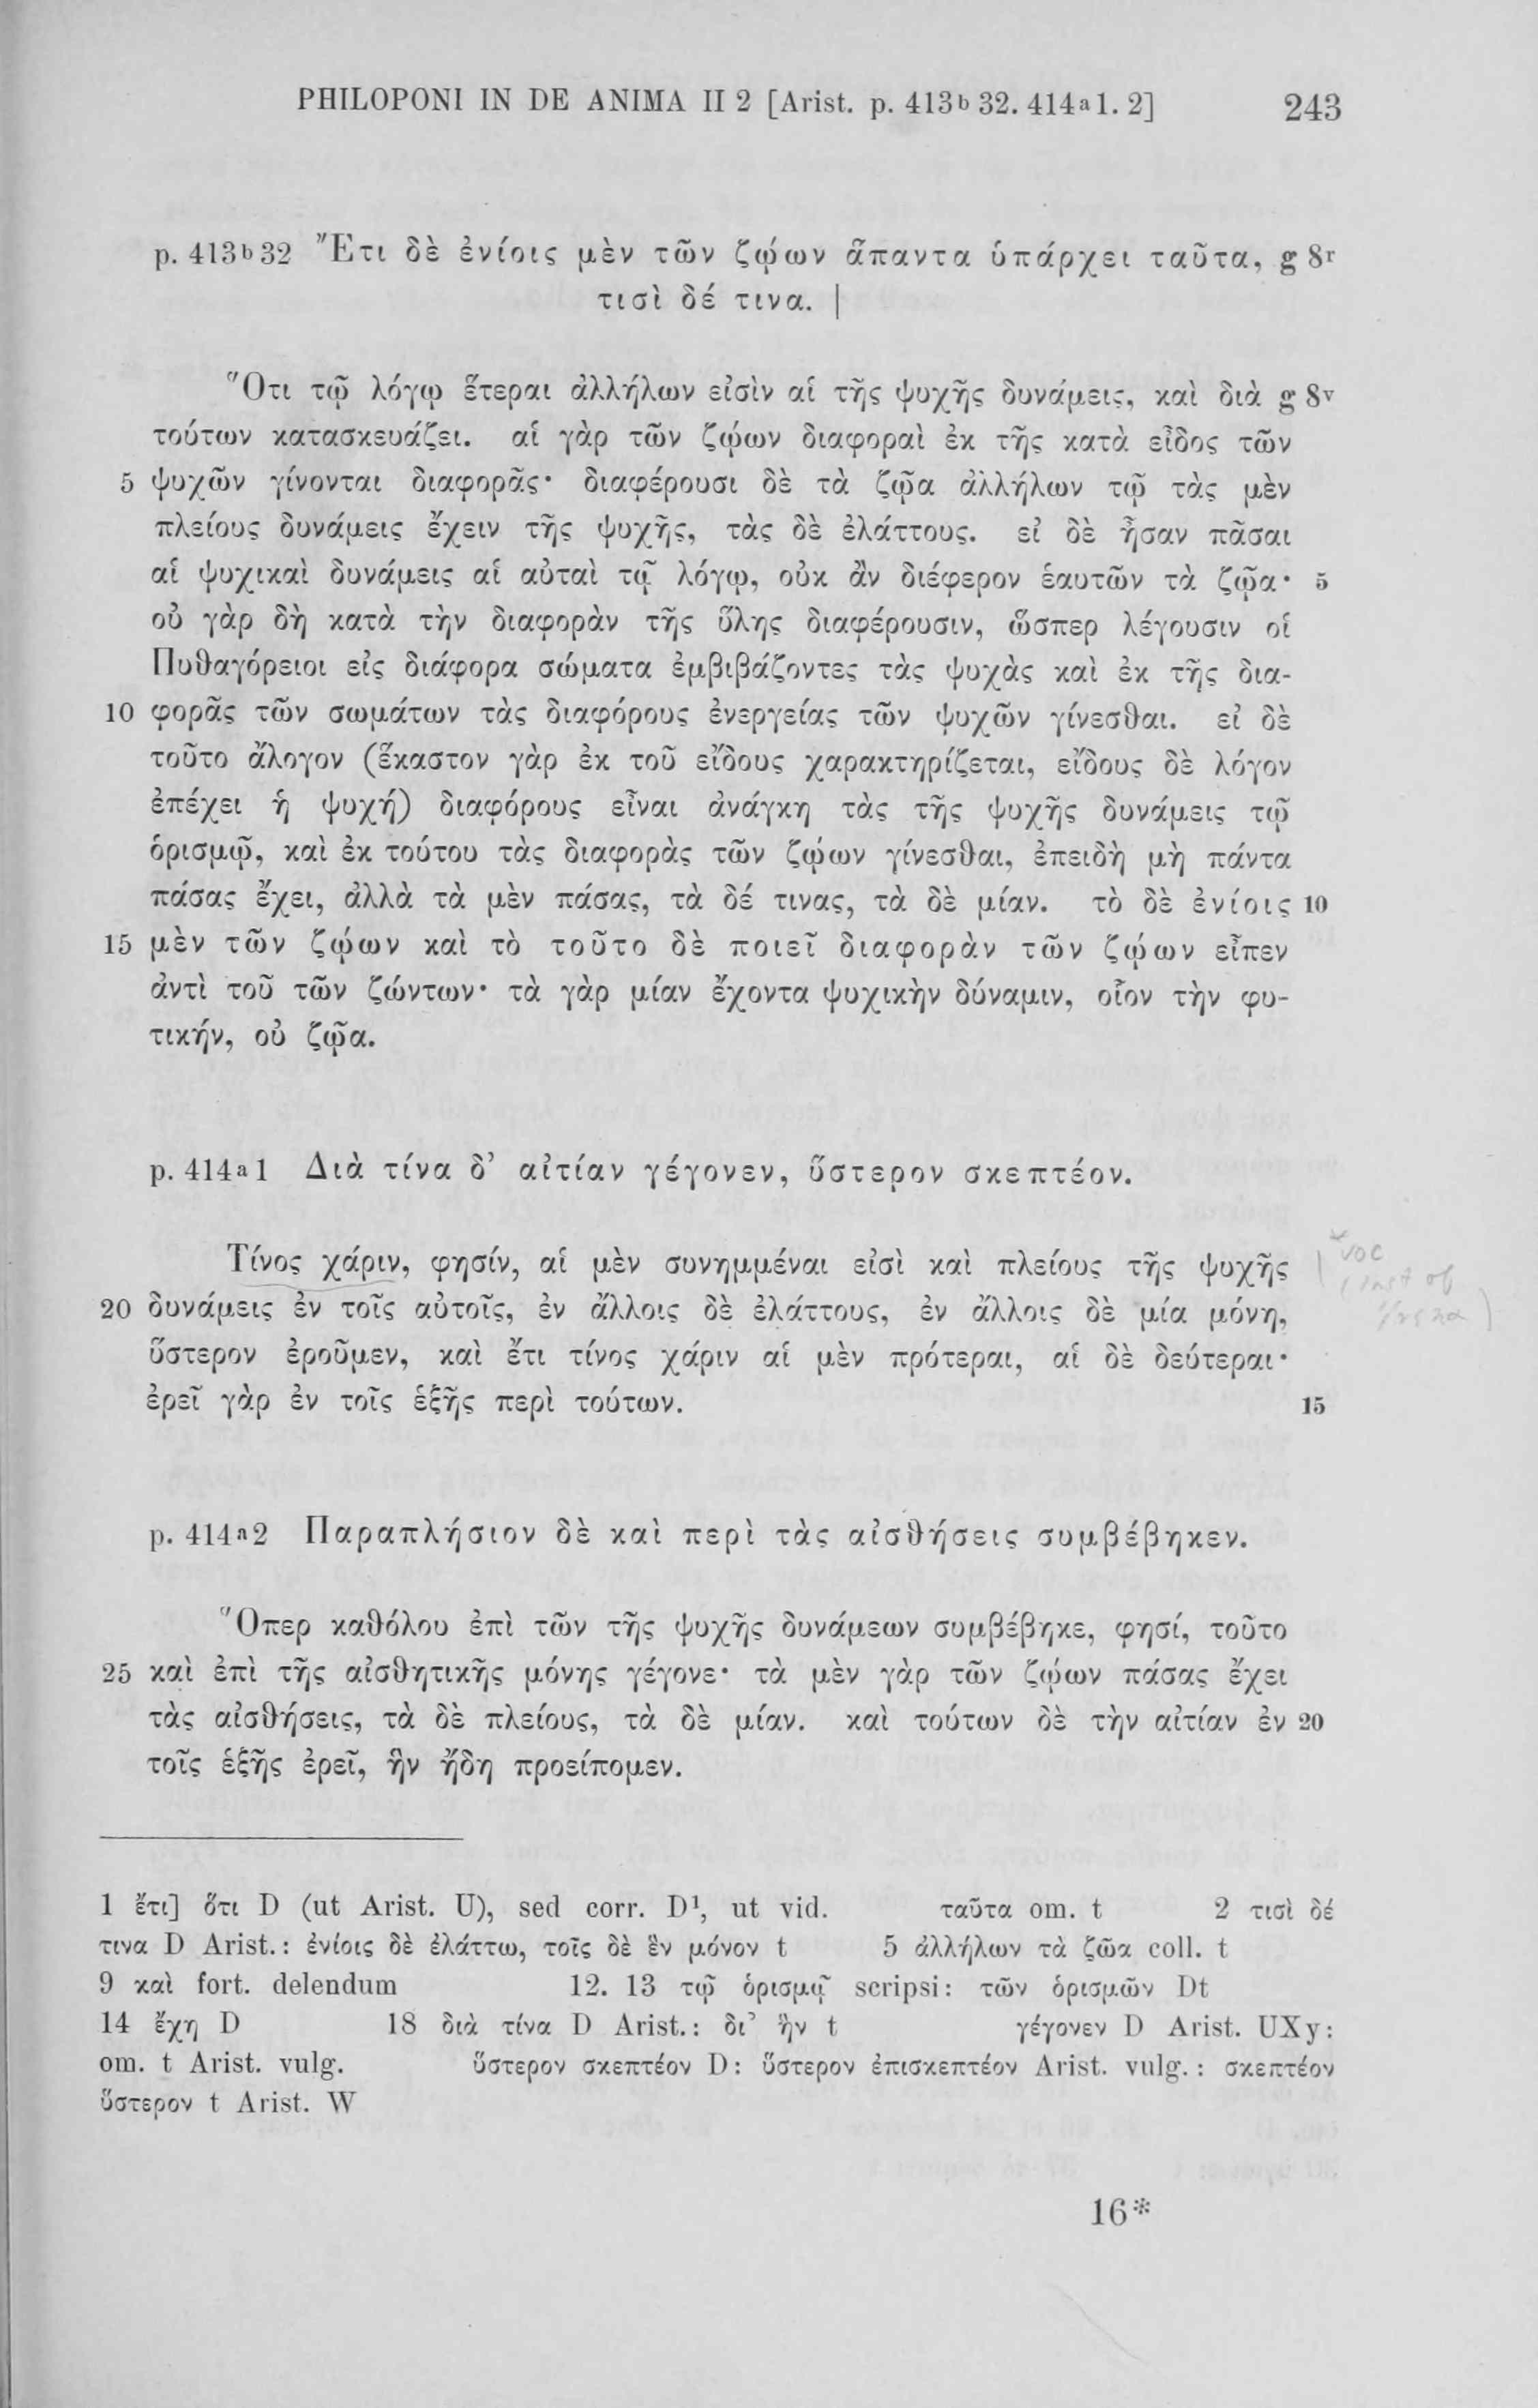 PHILOPONI IN DE ANIMA II 2 [Arist. p. 413b 32. 414a 1. 2] 243
p. 413b 32 Ἔτι δὲ ἐνίοις μὲν τῶν ζῴων ἅπαντα ὑπάρχει ταῦτα, g 8r
τισὶ δέ τινα. |
Ὅτι τῷ λόγῳ ἕτεραι ἀλλήλων εἰσὶν αἱ τῆς ψυχῆς δυνάμεις, καὶ διὰ g 8v
τούτων κατασκευάζει. αἱ γὰρ τῶν ζῴων διαφοραὶ ἐκ τῆς κατὰ εἶδος τῶν
5 ψυχῶν γίνονται διαφορᾶς· διαφέρουσι δὲ τὰ ζῷα ἀλλήλων τῷ τὰς μὲν
πλείους δυνάμεις ἔχειν τῆς ψυχῆς, τὰς δὲ ἐλάττους. εἰ δὲ ἦσαν πᾶσαι
αἱ ψυχικαὶ δυνάμεις αἱ αὐταὶ τῷ λόγῳ, οὐκ ἂν διέφερον ἑαυτῶν τὰ ζῷα· 5
οὐ γὰρ δὴ κατὰ τὴν διαφορὰν τῆς ὕλης διαφέρουσιν, ὥσπερ λέγουσιν οἱ
Πυθαγόρειοι εἰς διάφορα σώματα ἐμβιβάζοντες τὰς ψυχὰς καὶ ἐκ τῆς δια-
10 φορᾶς τῶν σωμάτων τὰς διαφόρους ἐνεργείας τῶν ψυχῶν γίνεσθαι. εἰ δὲ
τοῦτο ἄλογον (ἕκαστον γὰρ ἐκ τοῦ εἴδους χαρακτηρίζεται, εἴδους δὲ λόγον
ἐπέχει ἡ ψυχή) διαφόρους εἶναι ἀνάγκη τὰς τῆς ψυχῆς δυνάμεις τῷ
ὁρισμῷ, καὶ ἐκ τούτου τὰς διαφορὰς τῶν ζῴων γίνεσθαι, ἐπειδὴ μὴ πάντα
πάσας ἔχει, ἀλλὰ τὰ μὲν πάσας, τὰ δέ τινας, τὰ δὲ μίαν. τὸ δὲ ἐνίοις 10
15 μὲν τῶν ζῴων καὶ τὸ τοῦτο δὲ ποιεῖ διαφορὰν τῶν ζῴων εἶπεν
ἀντὶ τοῦ τῶν ζώντων· τὰ γὰρ μίαν ἔχοντα ψυχικὴν δύναμιν, οἷον τὴν φυ-
τικήν, οὐ ζῷα.
p. 414a 1 Διὰ τίνα δ’ αἰτίαν γέγονεν, ὕστερον σκεπτέον.
Τίνος χάριν, φησίν, αἱ μὲν συνημμέναι εἰσὶ καὶ πλείους τῆς ψυχῆς
20 δυνάμεις ἐν τοῖς αὐτοῖς, ἐν ἄλλοις δὲ ἐλάττους, ἐν ἄλλοις δὲ μία μόνη,
ὕστερον ἐροῦμεν, καὶ ἔτι τίνος χάριν αἱ μὲν πρότεραι, αἱ δὲ δεύτεραι·
ἐρεῖ γὰρ ἐν τοῖς ἑξῆς περὶ τούτων. 15
p. 414a 2 Παραπλήσιον δὲ καὶ περὶ τὰς αἰσθήσεις συμβέβηκεν.
Ὅπερ καθόλου ἐπὶ τῶν τῆς ψυχῆς δυνάμεων συμβέβηκε, φησί, τοῦτο
25 καὶ ἐπὶ τῆς αἰσθητικῆς μόνης γέγονε· τὰ μὲν γὰρ τῶν ζῴων πάσας ἔχει
τὰς αἰσθήσεις, τὰ δὲ πλείους, τὰ δὲ μίαν. καὶ τούτων δὲ τὴν αἰτίαν ἐν 20
τοῖς ἑξῆς ἐρεῖ, ἣν ἤδη προείπομεν.
1 ἔτι] ὅτι D (ut Arist. U), sed corr. D¹, ut vid. ταῦτα om. t 2 τισὶ δέ
τινα D Arist.: ἐνίοις δὲ ἐλάττω, τοῖς δὲ ἓν μόνον t 5 ἀλλήλων τὰ ζῶα coll. t
9 καὶ fort. delendum 12. 13 τῷ ὁρισμῷ scripsi: τῶν ὁρισμῶν Dt
14 ἔχῃ D 18 διὰ τίνα D Arist.: δι’ ἣν t γέγονεν D Arist. UXy:
om. t Arist. vulg. ὕστερον σκεπτέον D: ὕστερον ἐπισκεπτέον Arist. vulg.: σκεπτέον
ὕστερον t Arist. W
16*